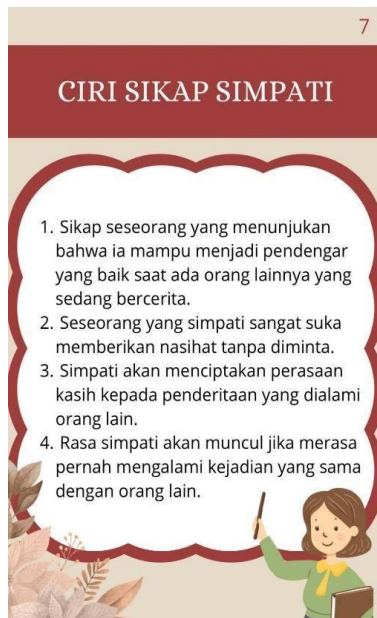 7
CIRI SIKAP SIMPATI
1. Sikap seseorang yang menunjukan
bahwa ia mampu menjadi pendengar
yang baik saat ada orang lainnya yang
sedang bercerita.
2. Seseorang yang simpati sangat suka
memberikan nasihat tanpa diminta.
3. Simpati akan menciptakan perasaan
kasih kepada penderitaan yang dialami
orang lain.
4. Rasa simpati akan muncul jika merasa
pernah mengalami kejadian yang sama
dengan orang lain.